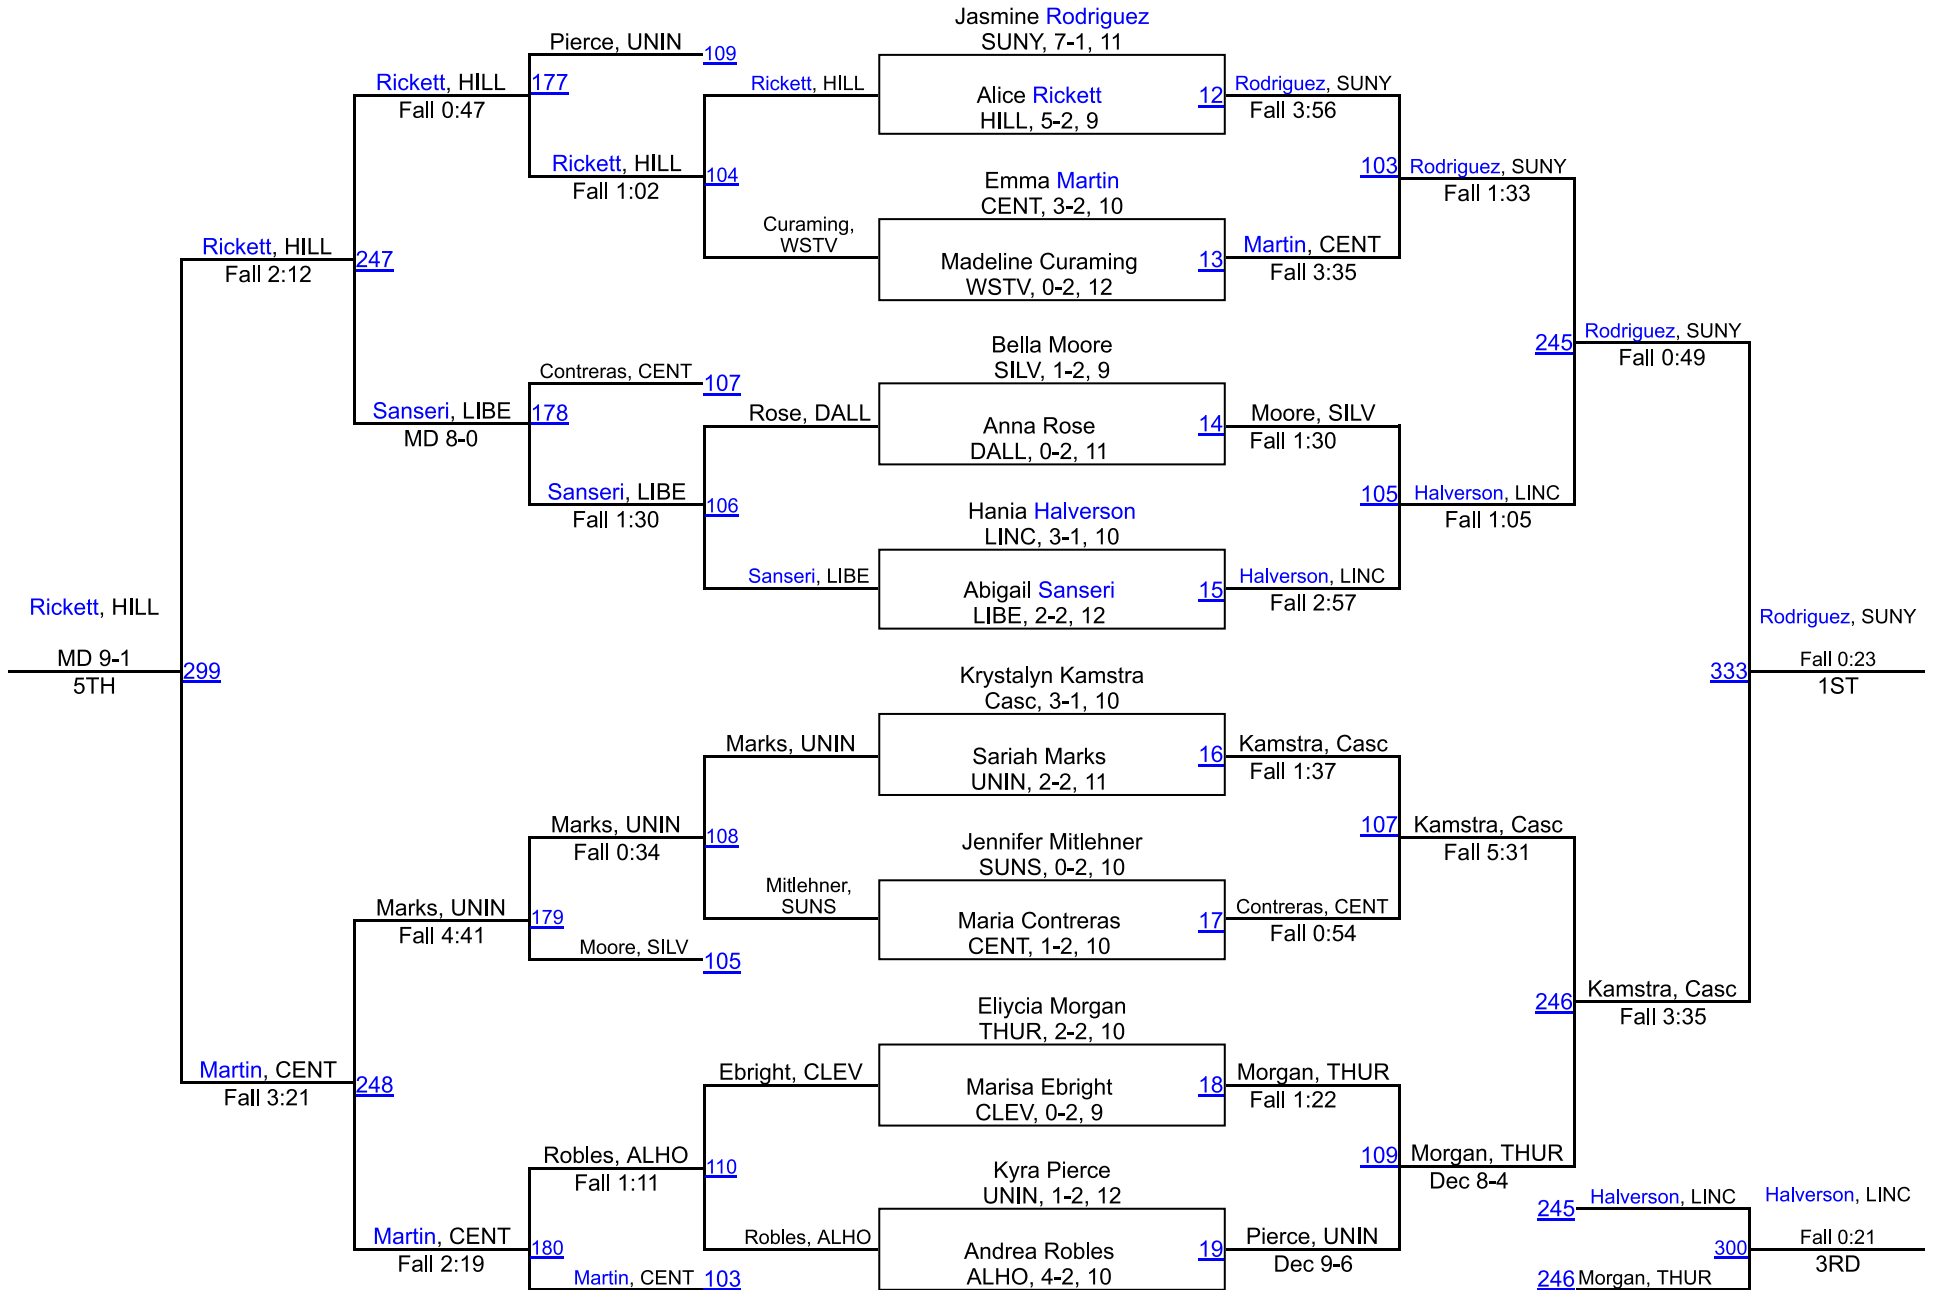 Jasmine Rodriguez
SUNY, 7-1, 11
Pierce, UNIN
109
Rickett, HILL
Fall 0:47
177
Rickett, HILL
Alice Rickett
HILL, 5-2, 9
12
Rodriguez, SUNY
Fall 3:56
Rickett, HILL
Fall 1:02
104
Emma Martin
CENT, 3-2, 10
103
Rodriguez, SUNY
Fall 1:33
Rickett, HILL
Fall 2:12
247
Curaming,
WSTV
Madeline Curaming
WSTV, 0-2, 12
13
Martin, CENT
Fall 3:35
Bella Moore
SILV, 1-2, 9
245
Rodriguez, SUNY
Fall 0:49
Contreras, CENT
107
Sanseri, LIBE
MD 8-0
178
Rose, DALL
Anna Rose
DALL, 0-2, 11
14
Moore, SILV
Fall 1:30
Sanseri, LIBE
Fall 1:30
106
Hania Halverson
LINC, 3-1, 10
105
Halverson, LINC
Fall 1:05
Sanseri, LIBE
Abigail Sanseri
LIBE, 2-2, 12
15
Halverson, LINC
Fall 2:57
Rickett, HILL
MD 9-1
5TH
299
Krystalyn Kamstra
Casc, 3-1, 10
333
Rodriguez, SUNY
Fall 0:23
1ST
Marks, UNIN
Sariah Marks
UNIN, 2-2, 11
16
Kamstra, Casc
Fall 1:37
Marks, UNIN
Fall 0:34
108
Jennifer Mitlehner
SUNS, 0-2, 10
107
Kamstra, Casc
Fall 5:31
Marks, UNIN
Fall 4:41
179
Mitlehner,
SUNS
Maria Contreras
CENT, 1-2, 10
17
Contreras, CENT
Fall 0:54
Moore, SILV
105
Eliycia Morgan
THUR, 2-2, 10
246
Kamstra, Casc
Fall 3:35
Martin, CENT
Fall 3:21
248
Ebright, CLEV
Marisa Ebright
CLEV, 0-2, 9
18
Morgan, THUR
Fall 1:22
Robles, ALHO
Fall 1:11
110
Kyra Pierce
UNIN, 1-2, 12
109
Morgan, THUR
Dec 8-4
Martin, CENT
Fall 2:19
180
Robles, ALHO
Andrea Robles
ALHO, 4-2, 10
19
Pierce, UNIN
Dec 9-6
Martin, CENT
103
245
Halverson, LINC
Halverson, LINC
300
Fall 0:21
3RD
246
Morgan, THUR